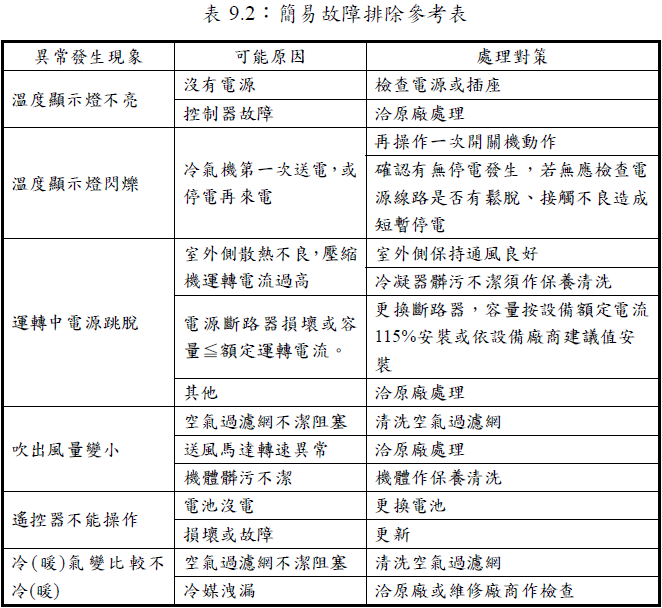 表 9.2：簡易故障排除參考表
異常發生現象 可能原因 處理對策
溫度顯示燈不亮
沒有電源 檢查電源或插座
控制器故障 洽原廠處理
溫度顯示燈閃爍
冷氣機第一次送電，或
停電再來電
再操作一次開關機動作
確認有無停電發生，若無應檢查電
源線路是否有鬆脫、接觸不良造成
短暫停電
運轉中電源跳脫
室外側散熱不良，壓縮
機運轉電流過高
室外側保持通風良好
冷凝器髒污不潔須作保養清洗
電源斷路器損壞或容
量≦額定運轉電流。
更換斷路器，容量按設備額定電流
115%安裝或依設備廠商建議值安
裝
其他 洽原廠處理
吹出風量變小
空氣過濾網不潔阻塞 清洗空氣過濾網
送風馬達轉速異常 洽原廠處理
機體髒污不潔 機體作保養清洗
遙控器不能操作
電池沒電 更換電池
損壞或故障 更新
冷(暖)氣變比較不
冷(暖)
空氣過濾網不潔阻塞 清洗空氣過濾網
冷媒洩漏 洽原廠或維修廠商作檢查